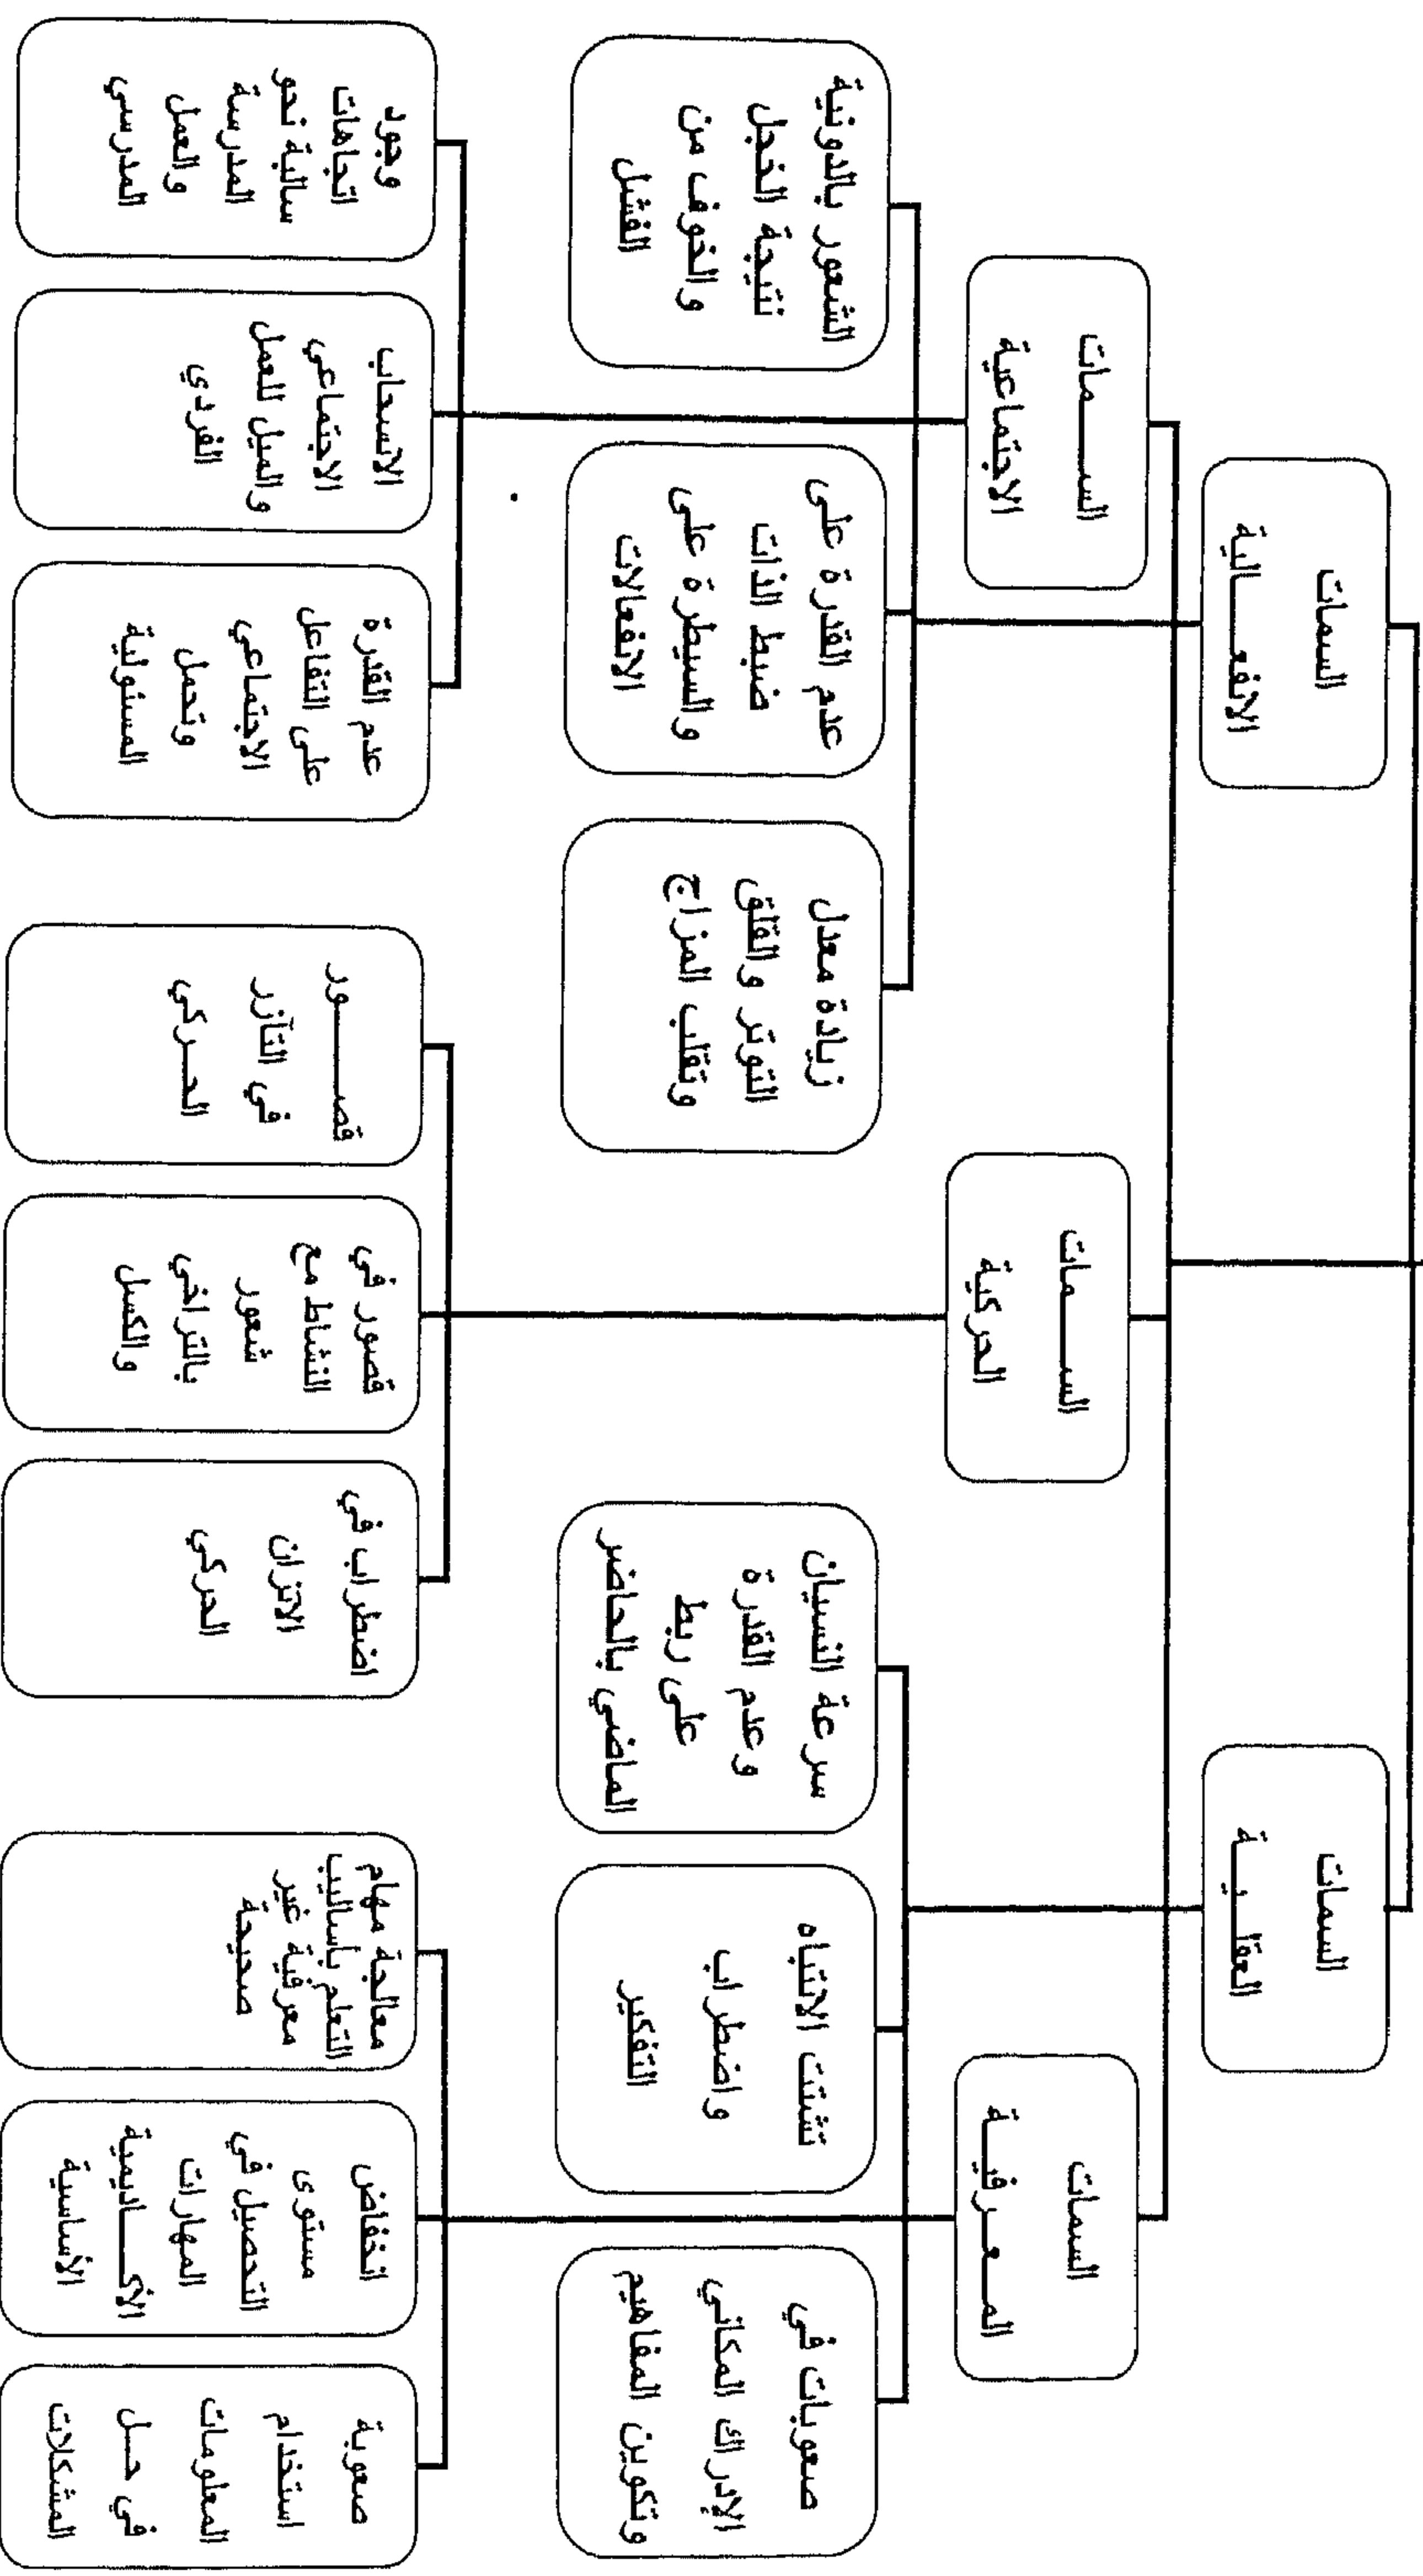 السمات
العقلية
السمات
الانفعالية
السمات
المعرفية
السمات
الحركية
السمات
الاجتماعية
صعوبات في
الإدراك المكاني
وتكوين المفاهيم
تشتت الانتباه
واضطراب
التفكير
سرعة النسيان
وعدم القدرة
على ربط
الماضي بالحاضر
زيادة معدل
التوتر والقلق
وتقلب المزاج
عدم القدرة على
ضبط الذات
والسيطرة على
الانفعالات
الشعور بالدونية
نتيجة الخجل
والخوف من
الفشل
صعوبة
استخدام
المعلومات
في حل
المشكلات
انخفاض
مستوى
التحصيل في
المهارات
الأكاديمية
الأساسية
معالجة مهام
التعلم بأساليب
معرفية غير
صحيحة
اضطراب في
الاتزان
الحركي
قصور في
النشاط مع
شعور
بالتراخي
والكسل
قصور
في التآزر
الحركي
عدم القدرة
على التفاعل
الاجتماعي
وتحمل
المسئولية
الانسحاب
الاجتماعي
والميل للعمل
الفردي
وجود
اتجاهات
سالبة نحو
المدرسة
والعمل
المدرسي